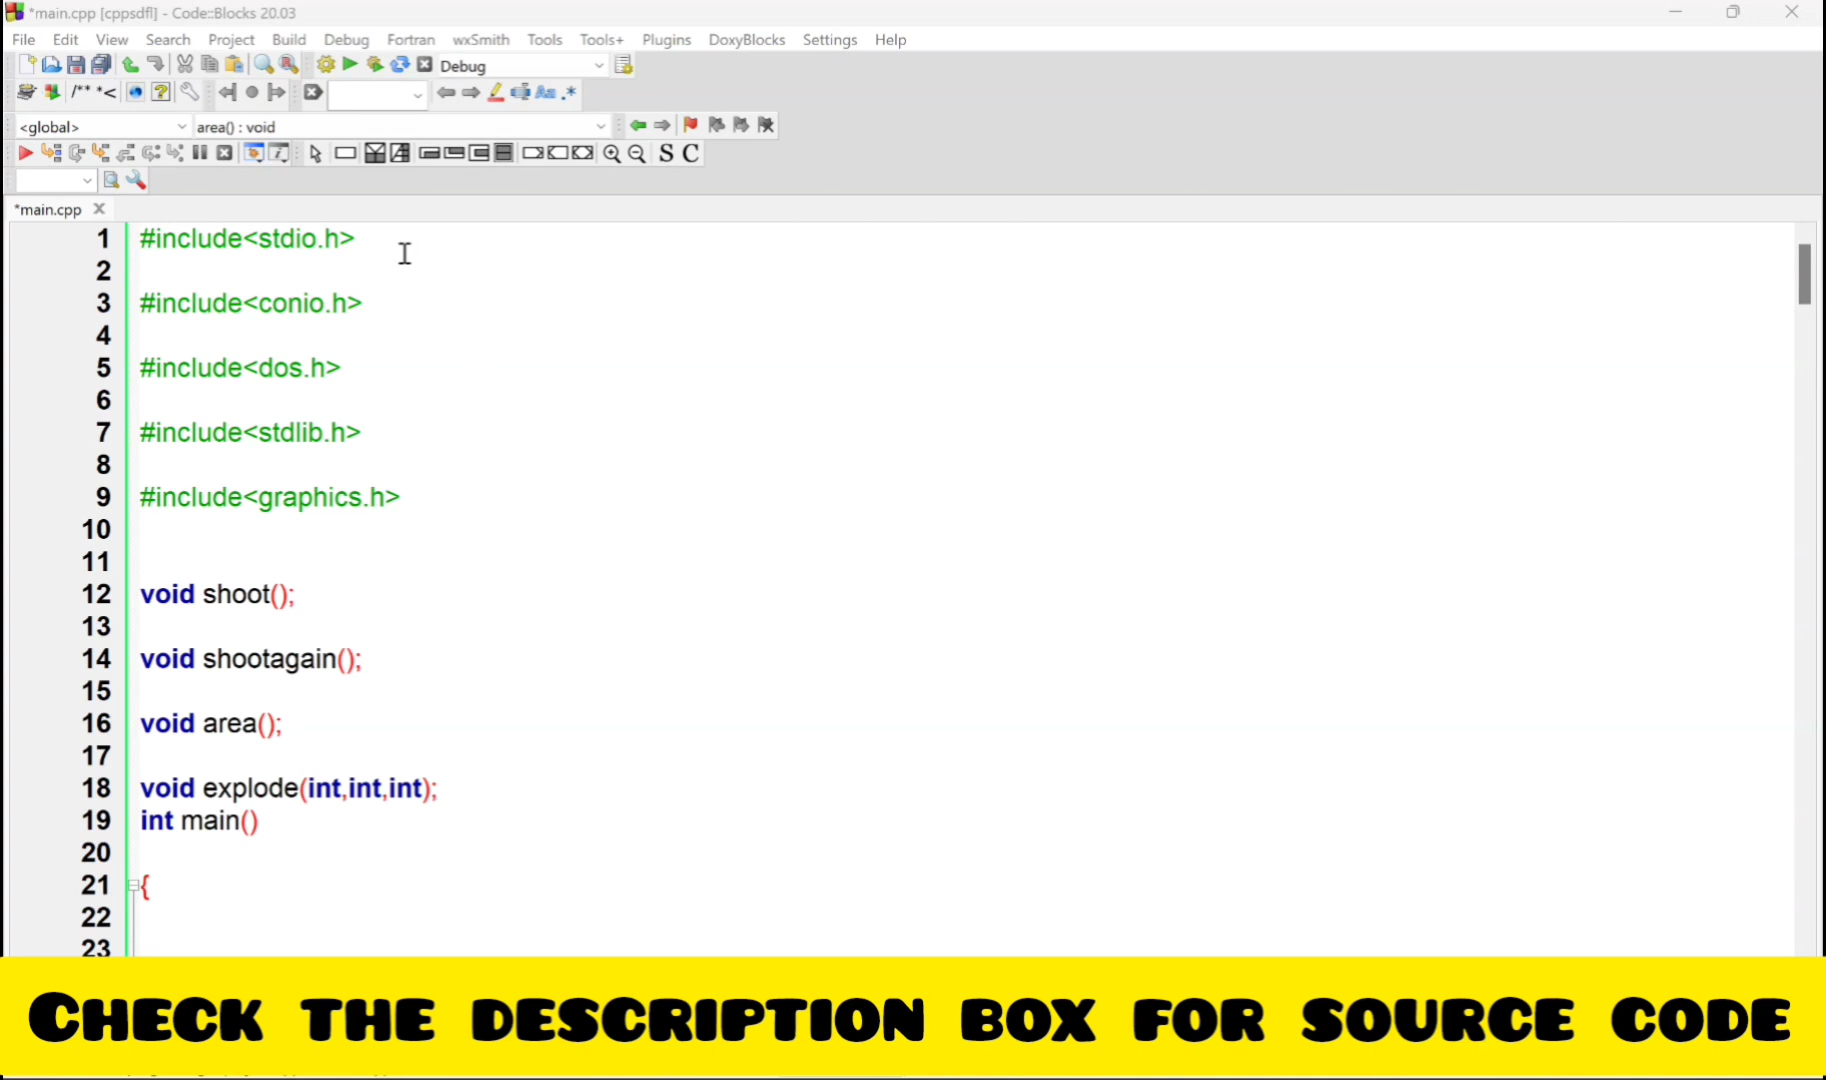 *main.cpp [cppsdfl] - Code::Blocks 20.03
File Edit View Search Project Build Debug Fortran wxSmith Tools Tools+ Plugins DoxyBlocks Settings Help
Debug
/** *<
Aa .*
<global> area() : void
S C
*main.cpp
1 #include<stdio.h>
2
3 #include<conio.h>
4
5 #include<dos.h>
6
7 #include<stdlib.h>
8
9 #include<graphics.h>
10
11
12 void shoot();
13
14 void shootagain();
15
16 void area();
17
18 void explode(int,int,int);
19 int main()
20
21 {
22
23
CHECK THE DESCRIPTION BOX FOR SOURCE CODE